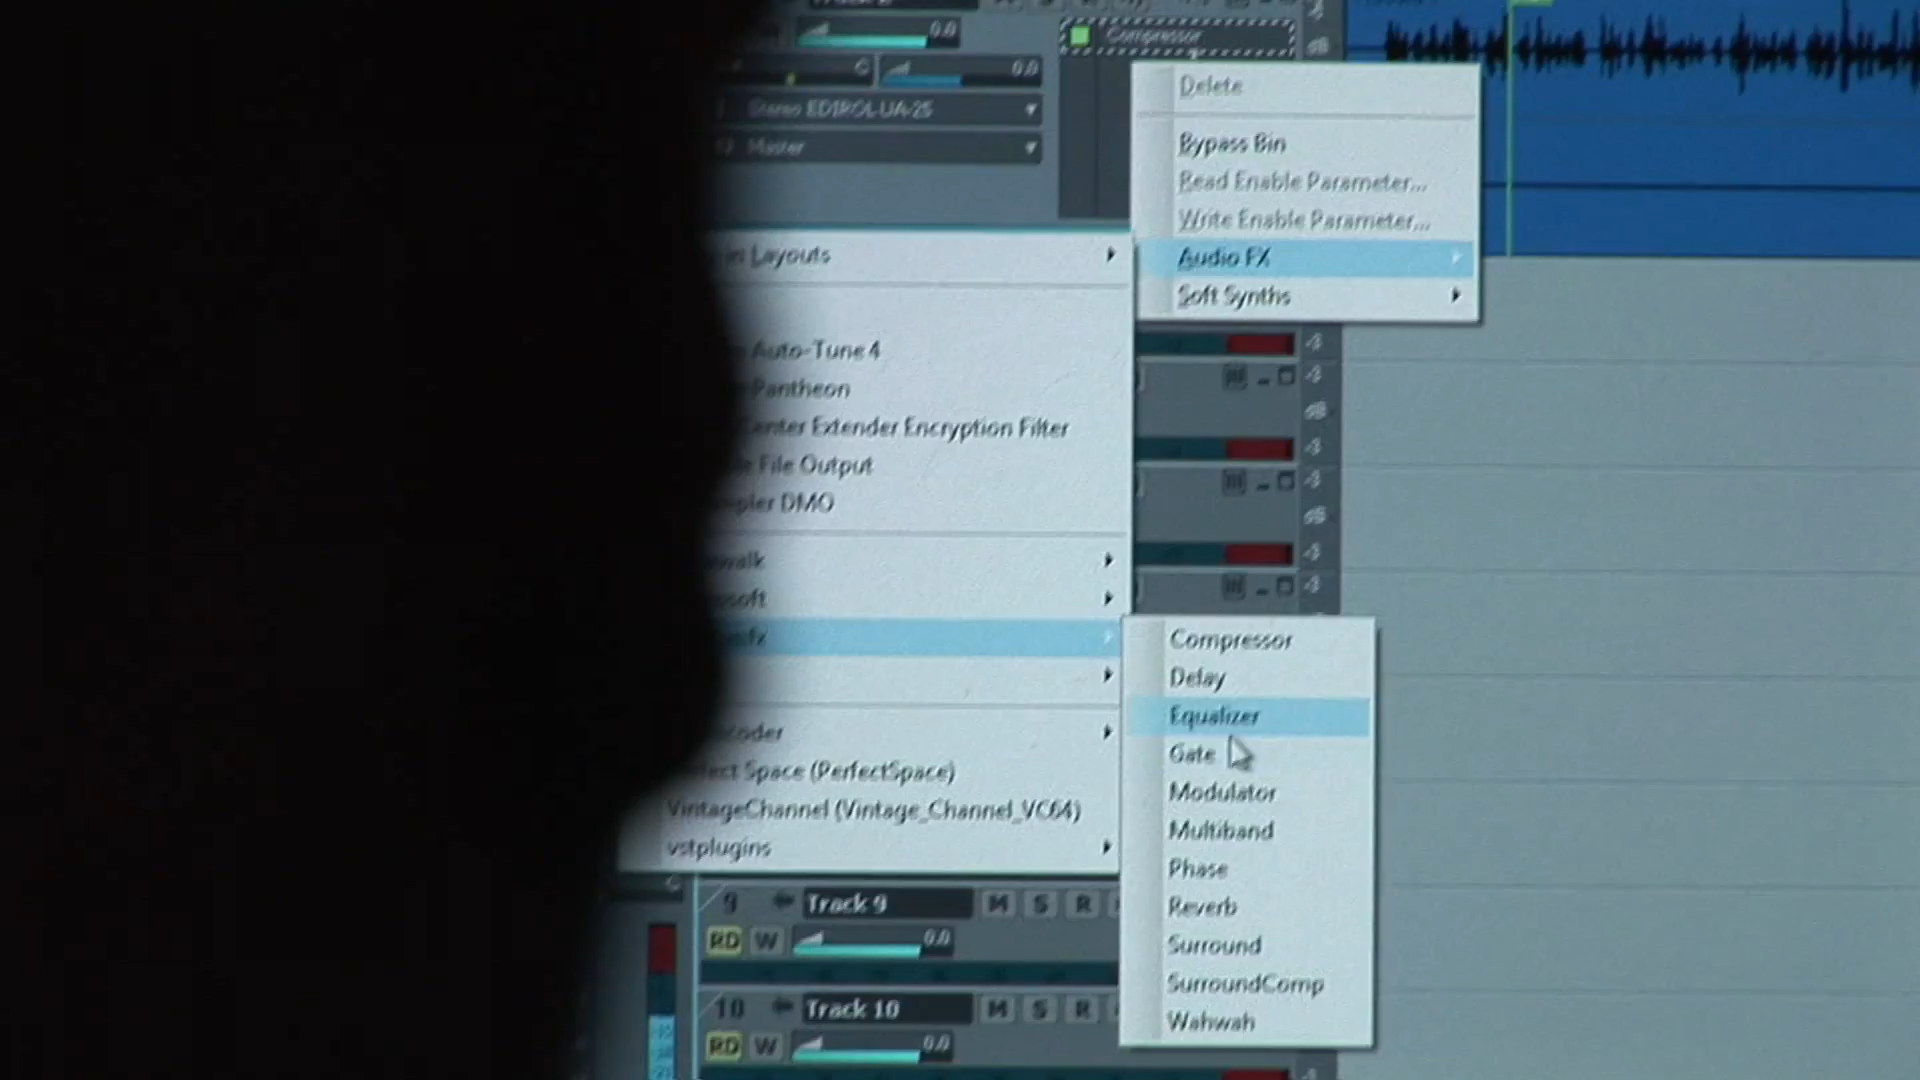 0.0
Compressor
C
0.0
Stereo EDIROL UA-25
Master
Delete
Bypass Bin
Read Enable Parameter...
Write Enable Parameter...
Audio FX
Soft Synths
Layouts
Auto-Tune 4
Pantheon
Center Extender Encryption Filter
File Output
DMO
Space (PerfectSpace)
VintageChannel (Vintage_Channel_VC64)
vstplugins
Compressor
Delay
Equalizer
Gate
Modulator
Multiband
Phase
Reverb
Surround
SurroundComp
Wahwah
9 Track 9 M S R
RD W 0.0
10 Track 10 M S R
RD W 0.0